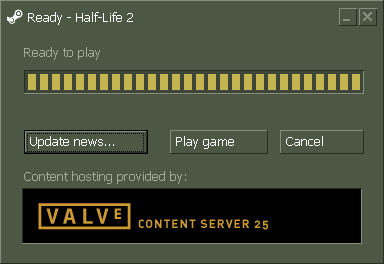 Ready - Half-Life 2
Ready to play
Update news... Play game Cancel
Content hosting provided by:
VALVE CONTENT SERVER 25